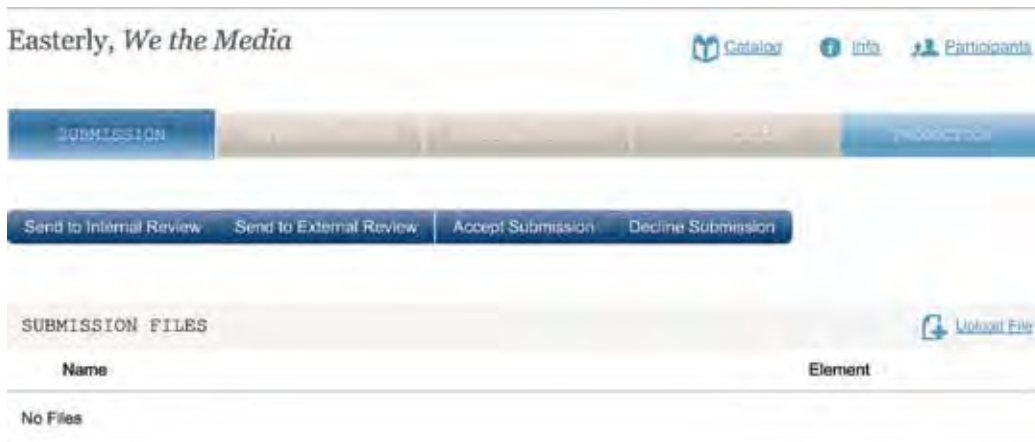 Easterly, We the Media
Catalog Info Participants
SUBMISSION PRODUCTION
Send to Internal Review Send to External Review Accept Submission Decline Submission
SUBMISSION FILES Upload File
Name Element
No Files